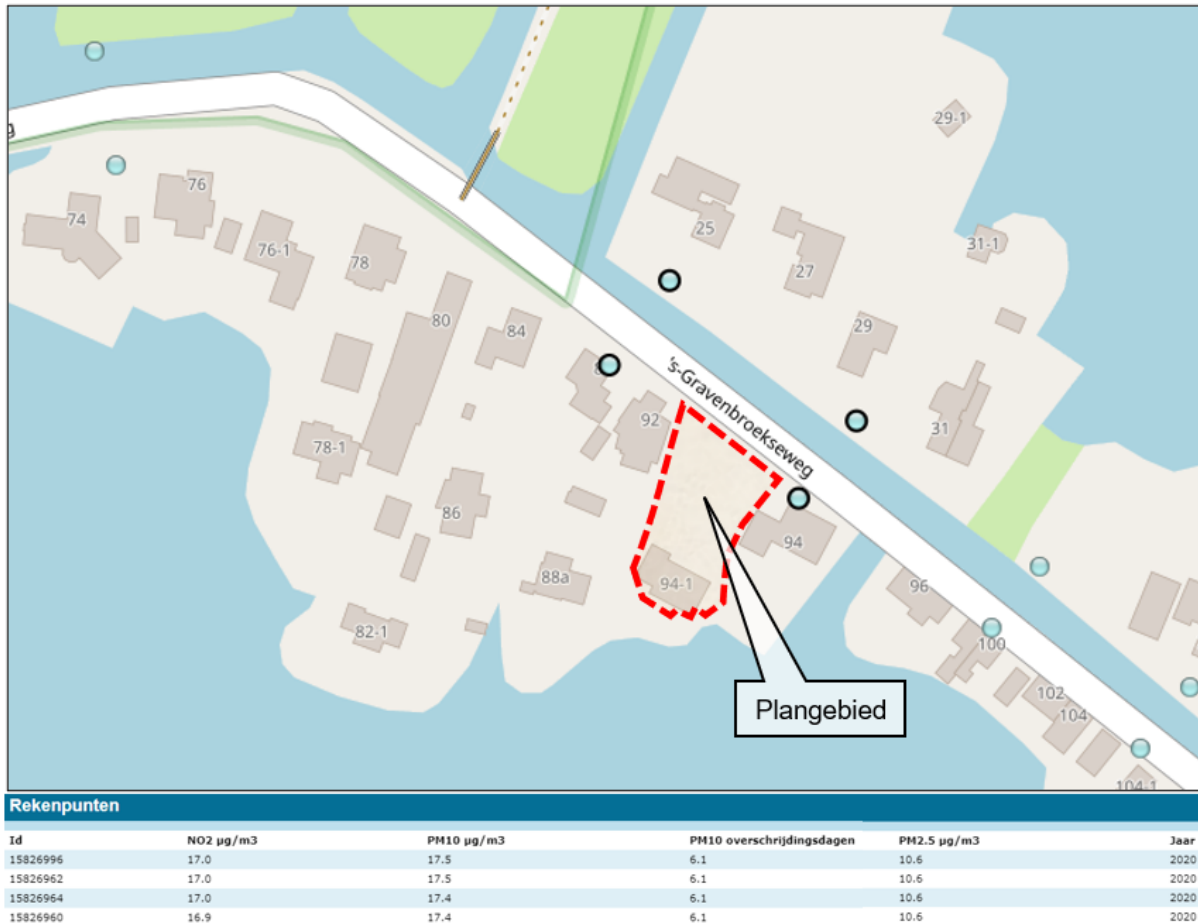 29-1
g
76
74
25
31-1
76-1
78
27
80
84
29
's-Gravenbroekseweg
92
31
78-1
86
94
88a
94-1
96
82-1
100
Plangebied
102
104
104-1
Rekenpunten
Id NO2 µg/m3 PM10 µg/m3 PM10 overschrijdingsdagen PM2.5 µg/m3 Jaar
15826996 17.0 17.5 6.1 10.6 2020
15826962 17.0 17.5 6.1 10.6 2020
15826964 17.0 17.4 6.1 10.6 2020
15826960 16.9 17.4 6.1 10.6 2020